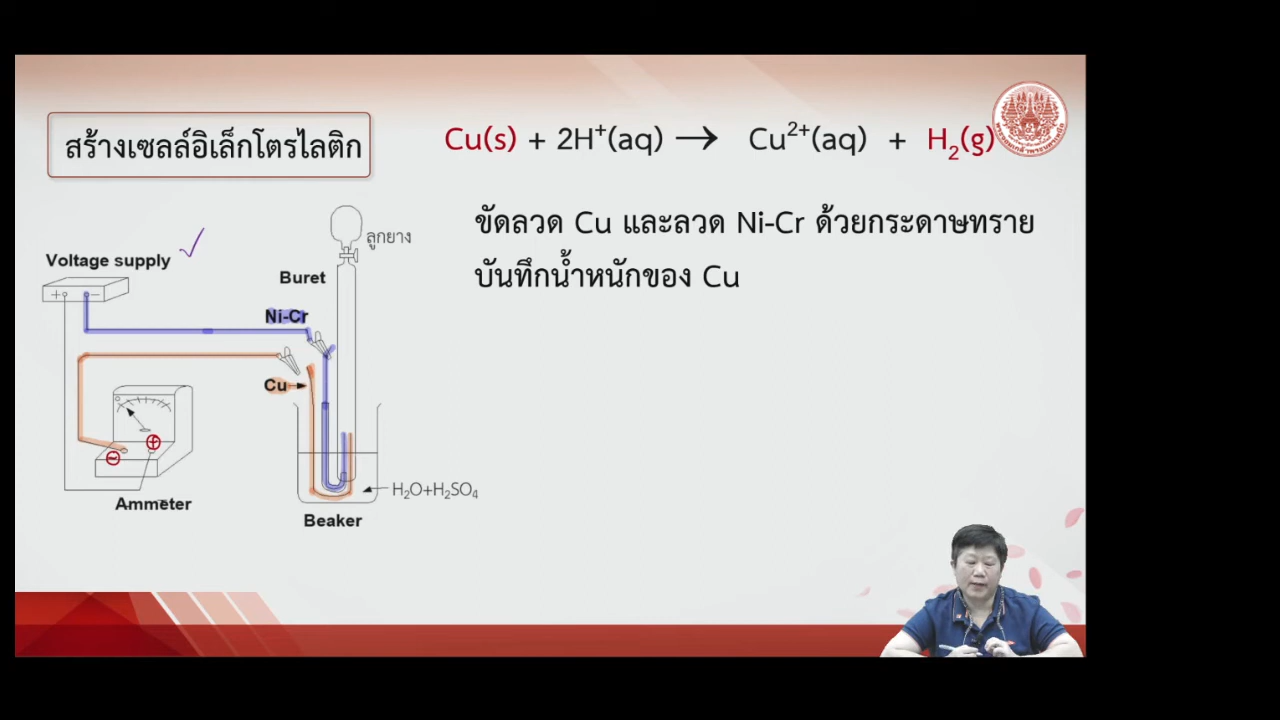 สร้างเซลล์อิเล็กโตรไลติก
Cu(s) + 2H⁺(aq) → Cu²⁺(aq) + H₂(g)
ขัดลวด Cu และลวด Ni-Cr ด้วยกระดาษทราย
บันทึกน้ำหนักของ Cu
ลูกยาง
Voltage supply
Buret
+ -
Ni-Cr
Cu
- +
H₂O+H₂SO₄
Ammeter
Beaker